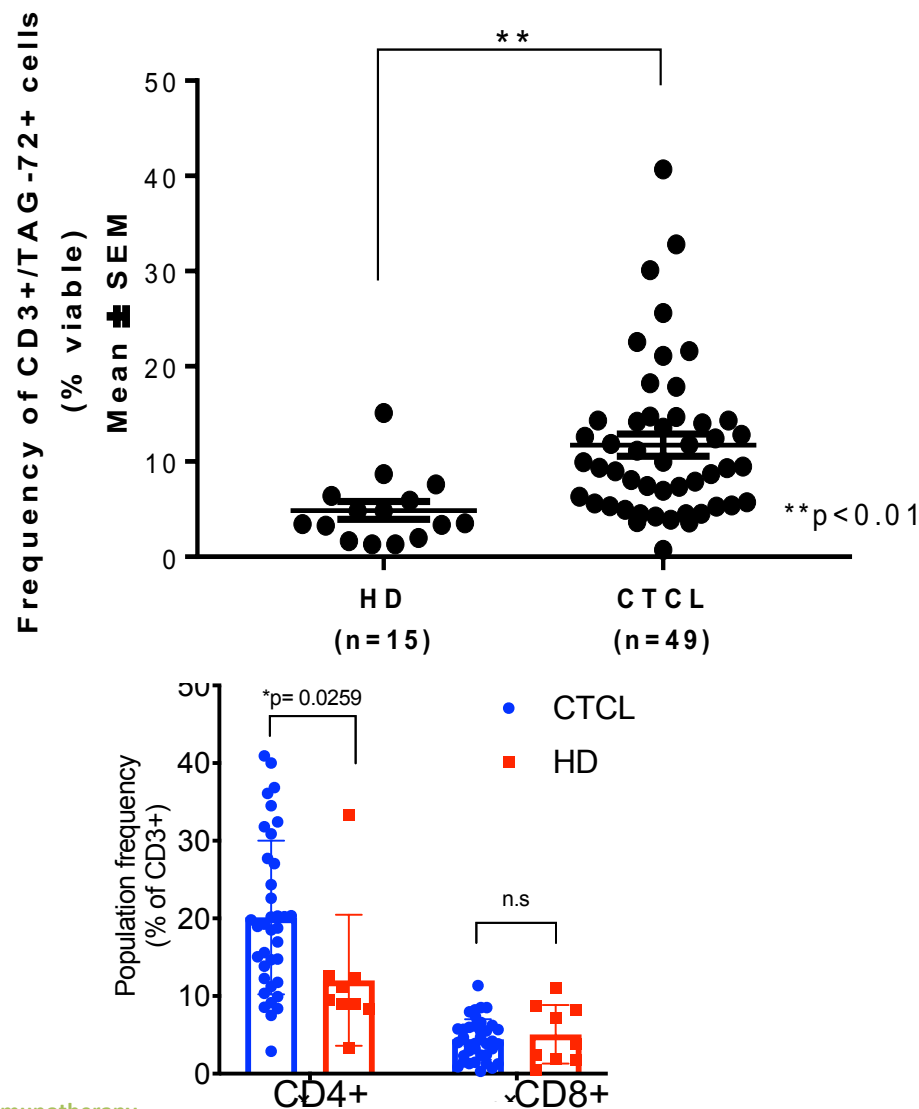 Frequency of CD3+/TAG-72+ cells
(% viable)
Mean ± SEM
**
50
40
30
20
10
0
**p<0.01
HD
(n=15)
CTCL
(n=49)
50
40
30
20
10
0
Population frequency
(% of CD3+)
*p= 0.0259
CTCL
HD
n.s
CD4+
CD8+